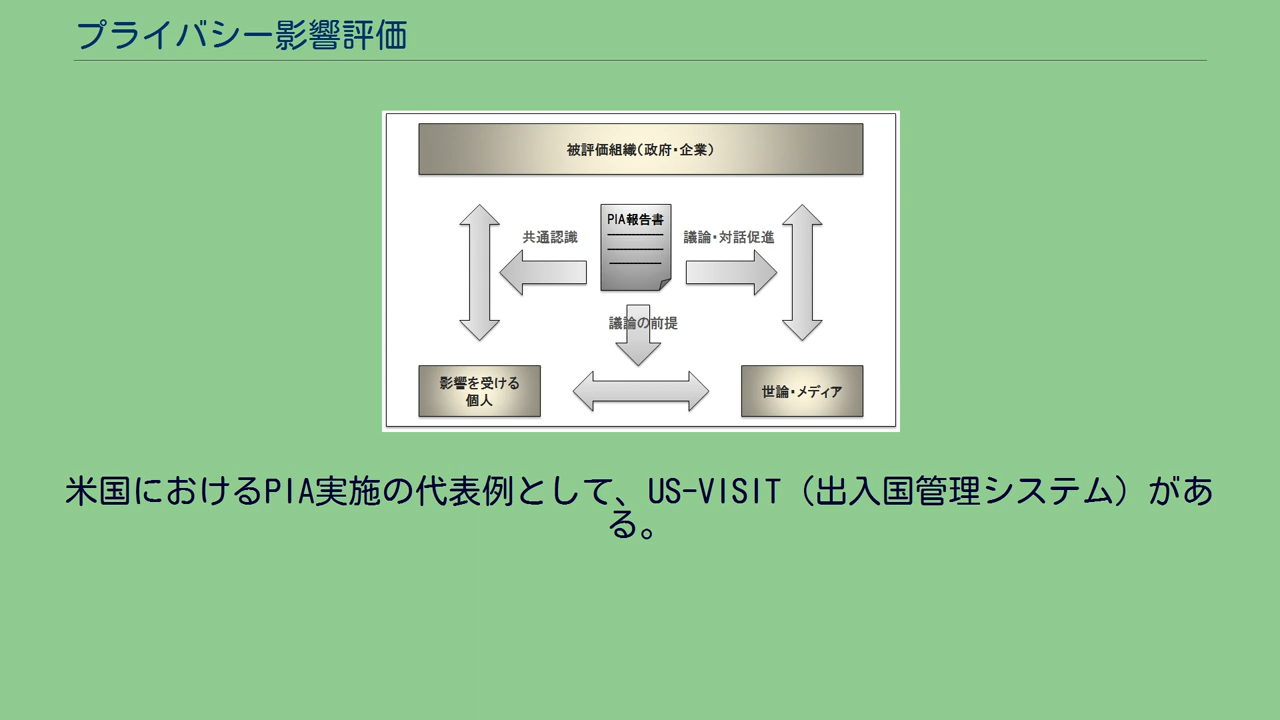 プライバシー影響評価
被評価組織(政府・企業)
PIA報告書
共通認識
議論・対話促進
議論の前提
影響を受ける
個人
世論・メディア
米国におけるPIA実施の代表例として、US-VISIT（出入国管理システム）があ
る。